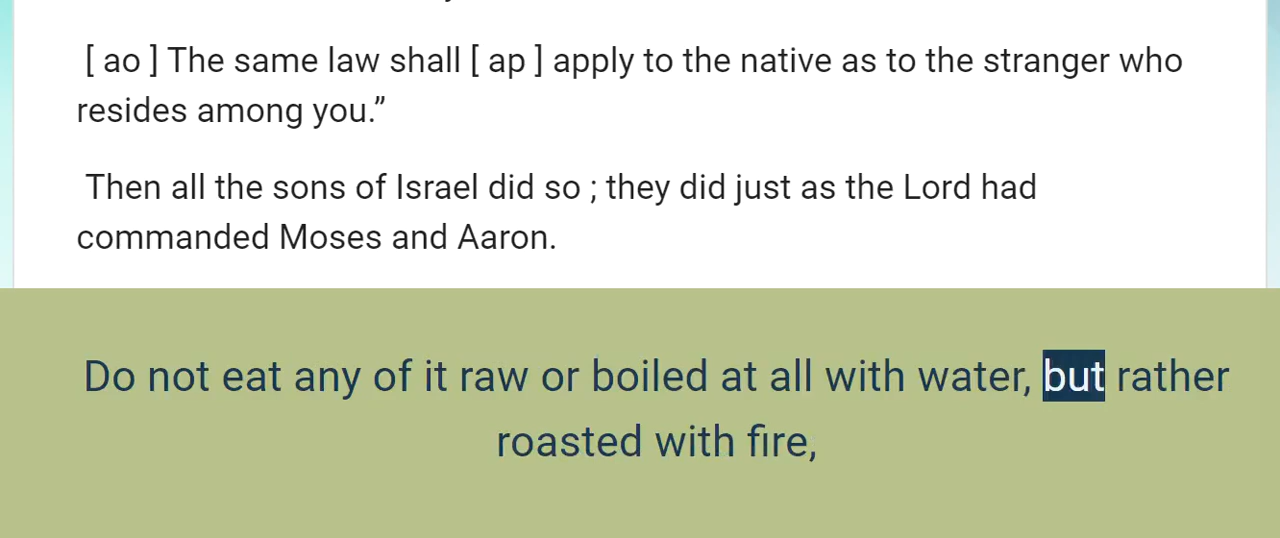 [ ao ] The same law shall [ ap ] apply to the native as to the stranger who
resides among you.”
Then all the sons of Israel did so ; they did just as the Lord had
commanded Moses and Aaron.
Do not eat any of it raw or boiled at all with water, but rather
roasted with fire,